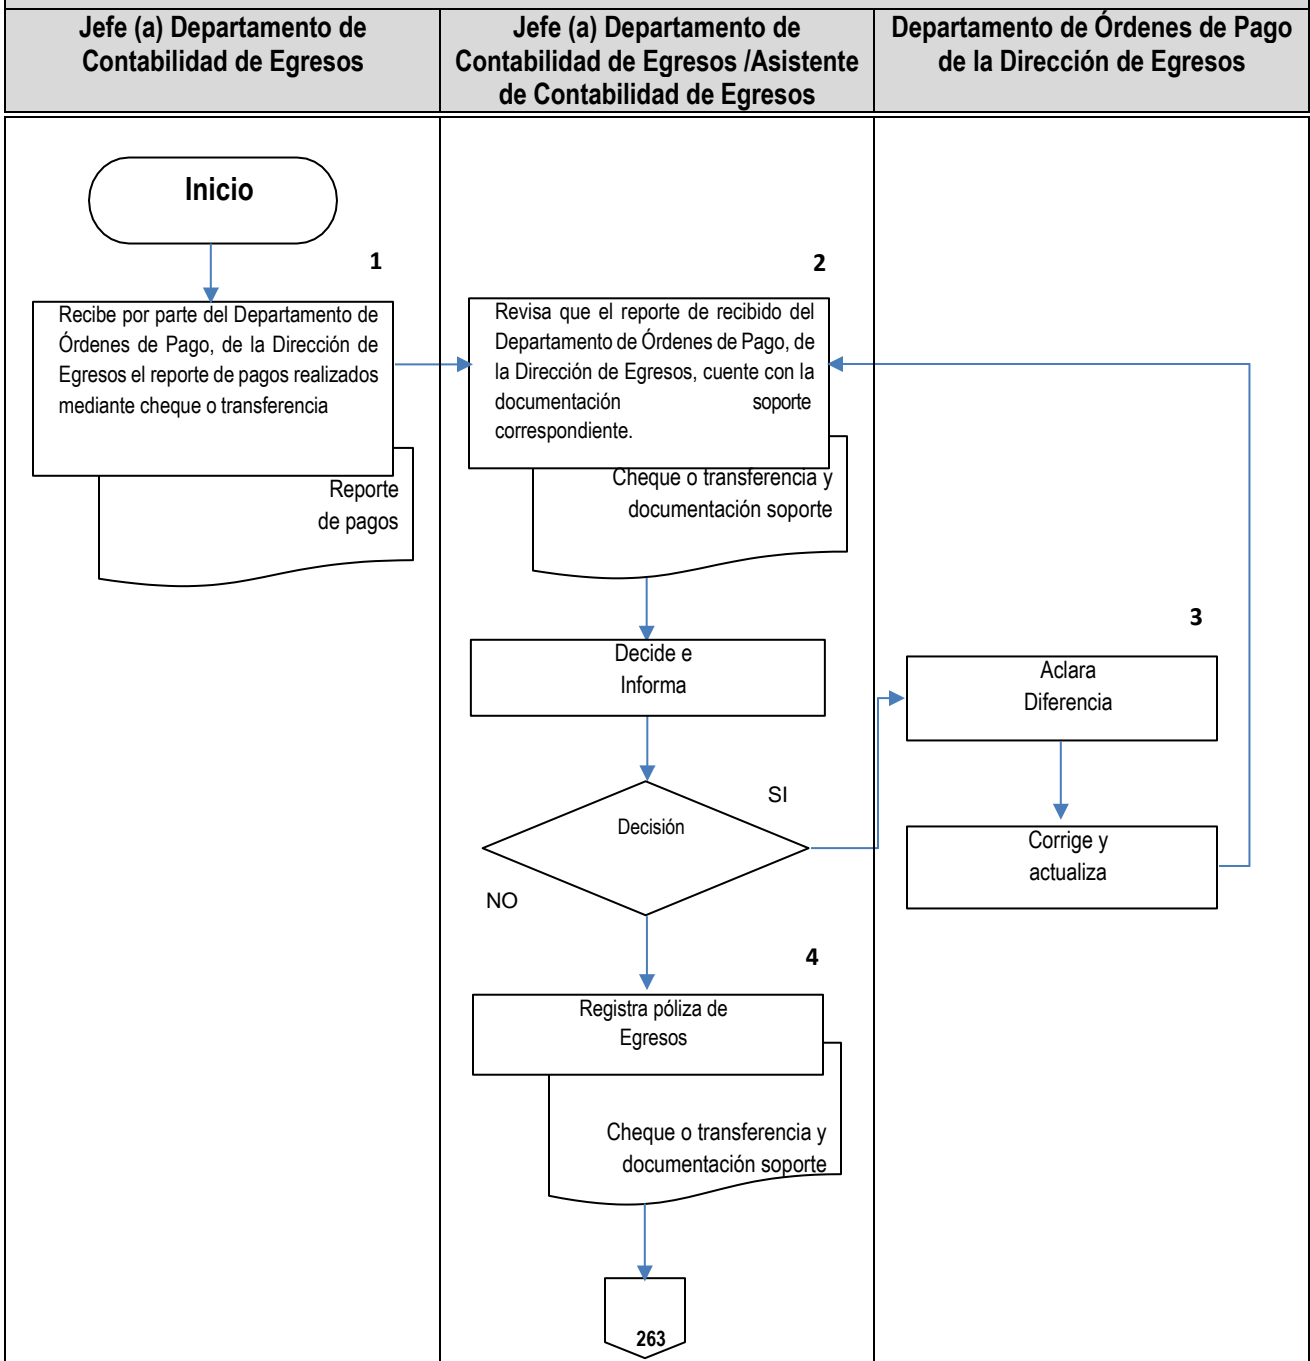 Jefe (a) Departamento de
Contabilidad de Egresos
Jefe (a) Departamento de
Contabilidad de Egresos /Asistente
de Contabilidad de Egresos
Departamento de Órdenes de Pago
de la Dirección de Egresos
Inicio
1
Recibe por parte del Departamento de
Órdenes de Pago, de la Dirección de
Egresos el reporte de pagos realizados
mediante cheque o transferencia
Reporte
de pagos
2
Revisa que el reporte de recibido del
Departamento de Órdenes de Pago, de
la Dirección de Egresos, cuente con la
documentación soporte
correspondiente.
Cheque o transferencia y
documentación soporte
Decide e
Informa
Decisión
SI
NO
3
Aclara
Diferencia
Corrige y
actualiza
4
Registra póliza de
Egresos
Cheque o transferencia y
documentación soporte
263